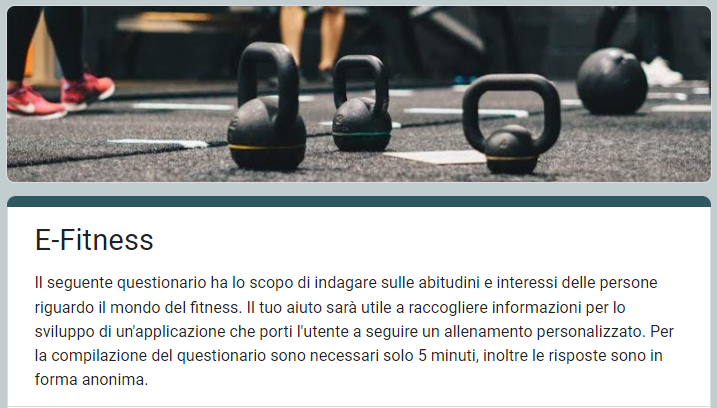 E-Fitness
Il seguente questionario ha lo scopo di indagare sulle abitudini e interessi delle persone
riguardo il mondo del fitness. Il tuo aiuto sarà utile a raccogliere informazioni per lo
sviluppo di un'applicazione che porti l'utente a seguire un allenamento personalizzato. Per
la compilazione del questionario sono necessari solo 5 minuti, inoltre le risposte sono in
forma anonima.